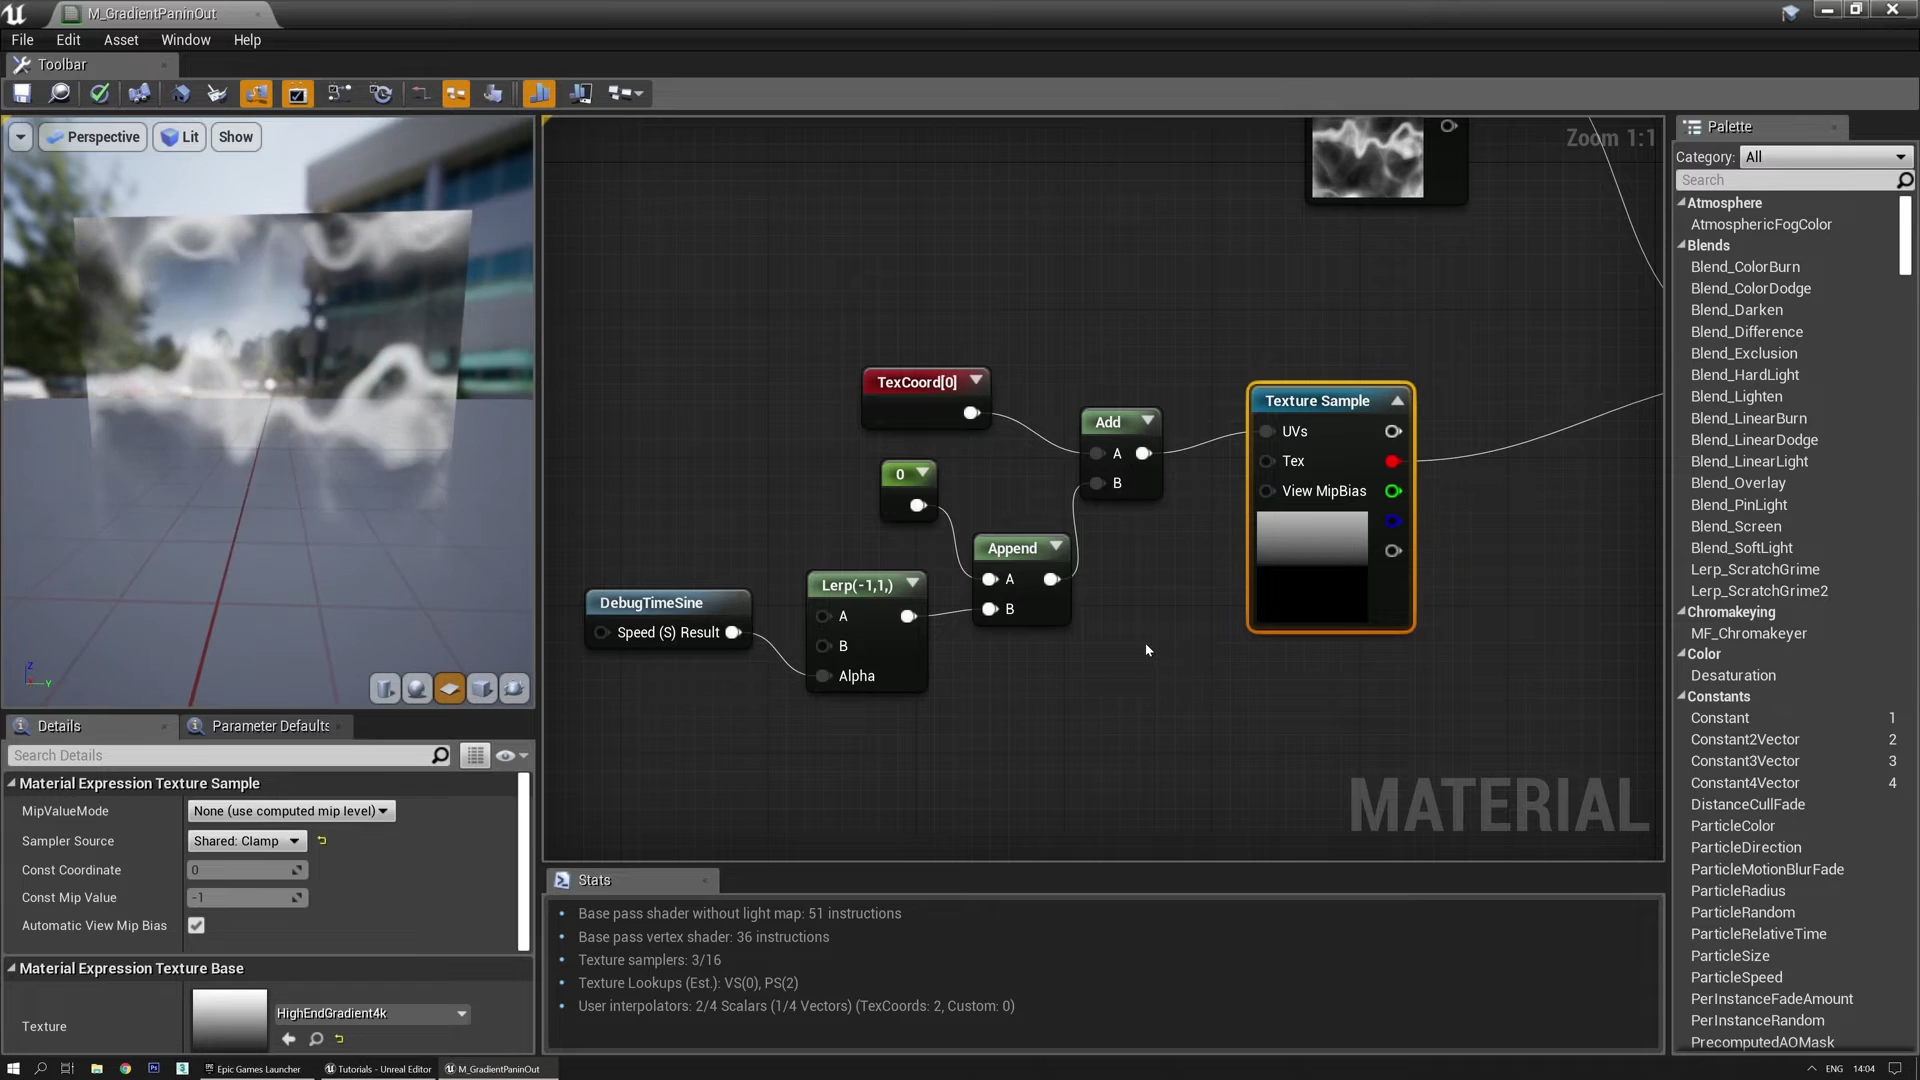 M_GradientPaninOut
File Edit Asset Window Help
Toolbar
Perspective Lit Show
Zoom 1:1
Palette
Category: All
Search
Atmosphere
AtmosphericFogColor
Blends
Blend_ColorBurn
Blend_ColorDodge
Blend_Darken
Blend_Difference
Blend_Exclusion
Blend_HardLight
Blend_Lighten
Blend_LinearBurn
Blend_LinearDodge
Blend_LinearLight
Blend_Overlay
Blend_PinLight
Blend_Screen
Blend_SoftLight
Lerp_ScratchGrime
Lerp_ScratchGrime2
Chromakeying
MF_Chromakeyer
Color
Desaturation
Constants
Constant 1
Constant2Vector 2
Constant3Vector 3
Constant4Vector 4
DistanceCullFade
ParticleColor
ParticleDirection
ParticleMotionBlurFade
ParticleRadius
ParticleRandom
ParticleRelativeTime
ParticleSize
ParticleSpeed
PerInstanceFadeAmount
PerInstanceRandom
PrecomputedAOMask
TexCoord[0]
0
Add
A
B
Append
A
B
Lerp(-1,1,)
A
B
Alpha
DebugTimeSine
Speed (S) Result
Texture Sample
UVs
Tex
View MipBias
MATERIAL
Z
Y
Details Parameter Defaults
Search Details
Material Expression Texture Sample
MipValueMode None (use computed mip level)
Sampler Source Shared: Clamp
Const Coordinate 0
Const Mip Value -1
Automatic View Mip Bias
Material Expression Texture Base
Texture HighEndGradient4k
Stats
Base pass shader without light map: 51 instructions
Base pass vertex shader: 36 instructions
Texture samplers: 3/16
Texture Lookups (Est.): VS(0), PS(2)
User interpolators: 2/4 Scalars (1/4 Vectors) (TexCoords: 2, Custom: 0)
Epic Games Launcher Tutorials - Unreal Editor M_GradientPaninOut ENG 14:04